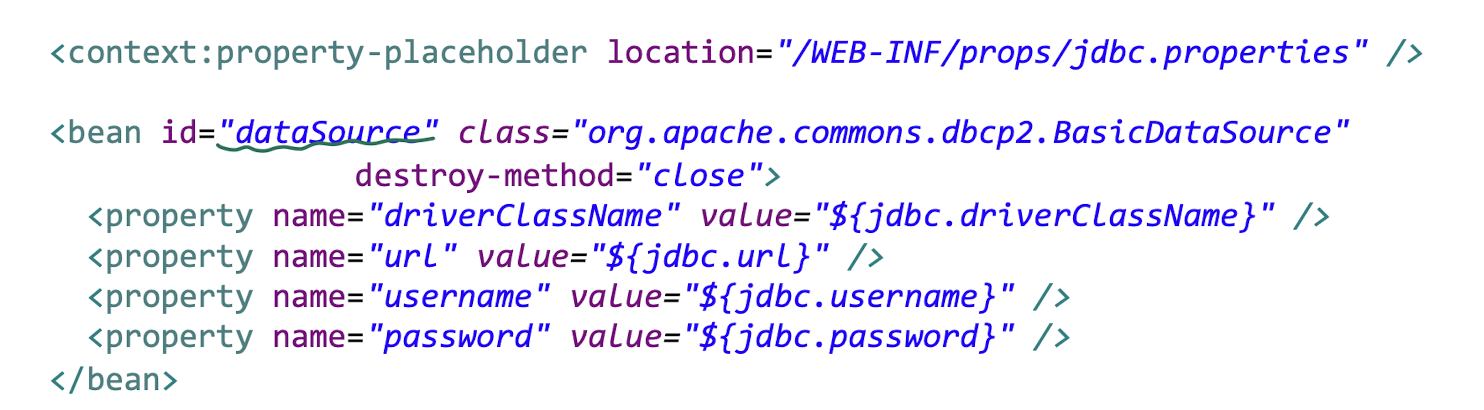 <context:property-placeholder location="/WEB-INF/props/jdbc.properties" />
<bean id="dataSource" class="org.apache.commons.dbcp2.BasicDataSource"
destroy-method="close">
<property name="driverClassName" value="${jdbc.driverClassName}" />
<property name="url" value="${jdbc.url}" />
<property name="username" value="${jdbc.username}" />
<property name="password" value="${jdbc.password}" />
</bean>